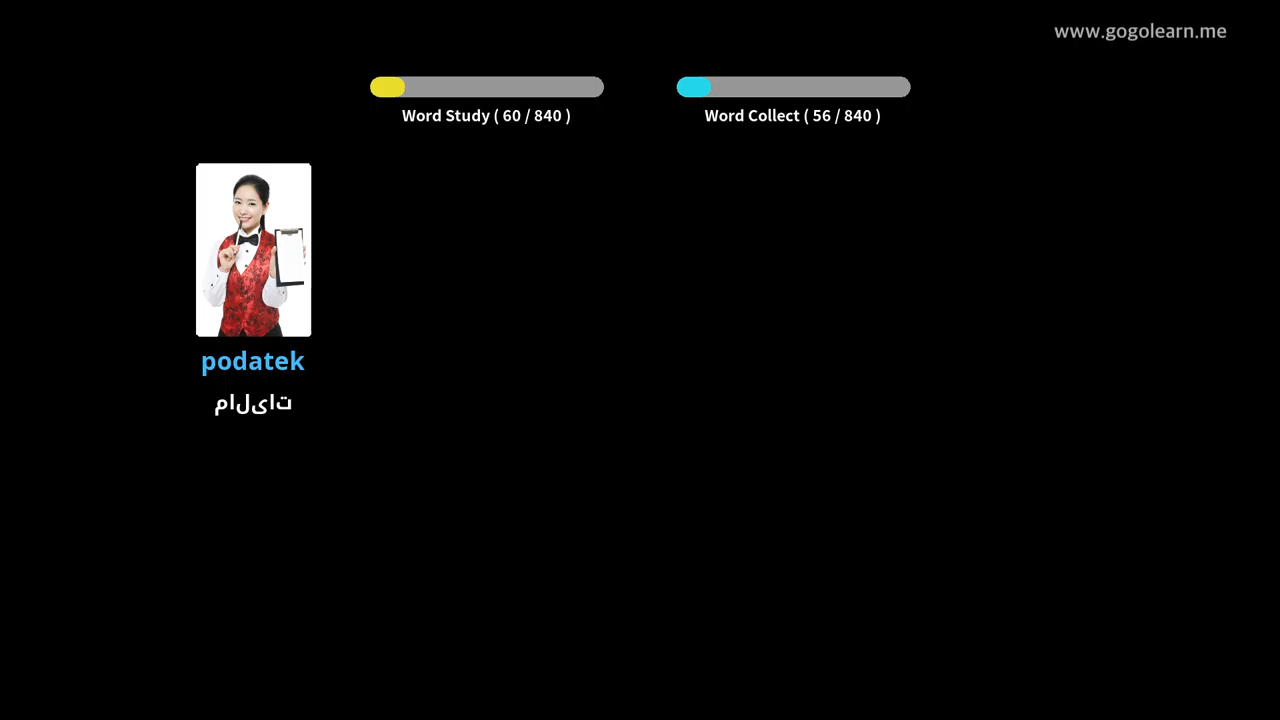 www.gogolearn.me
Word Study ( 60 / 840 )
Word Collect ( 56 / 840 )
podatek
مالیات